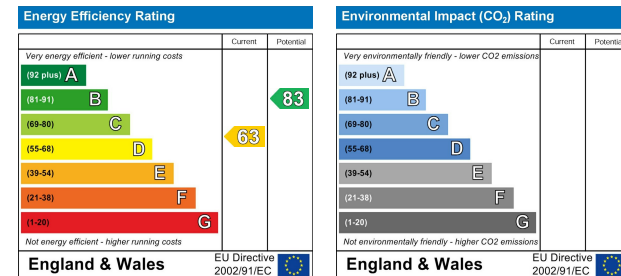 Energy Efficiency Rating
Current Potential
Very energy efficient - lower running costs
(92 plus) A
(81-91) B
83
(69-80) C
63
(55-68) D
(39-54) E
(21-38) F
(1-20) G
Not energy efficient - higher running costs
England & Wales
EU Directive
2002/91/EC
Environmental Impact (CO₂) Rating
Current Potentia
Very environmentally friendly - lower CO2 emissions
(92 plus) A
(81-91) B
(69-80) C
(55-68) D
(39-54) E
(21-38) F
(1-20) G
Not environmentally friendly - higher CO2 emissions
England & Wales
EU Directive
2002/91/EC